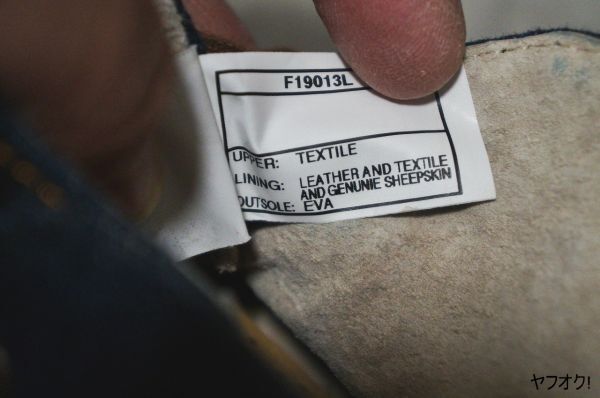 F19013L
UPPER: TEXTILE
LINING: LEATHER AND TEXTILE
AND GENUNIE SHEEPSKIN
OUTSOLE: EVA
ヤフオク!